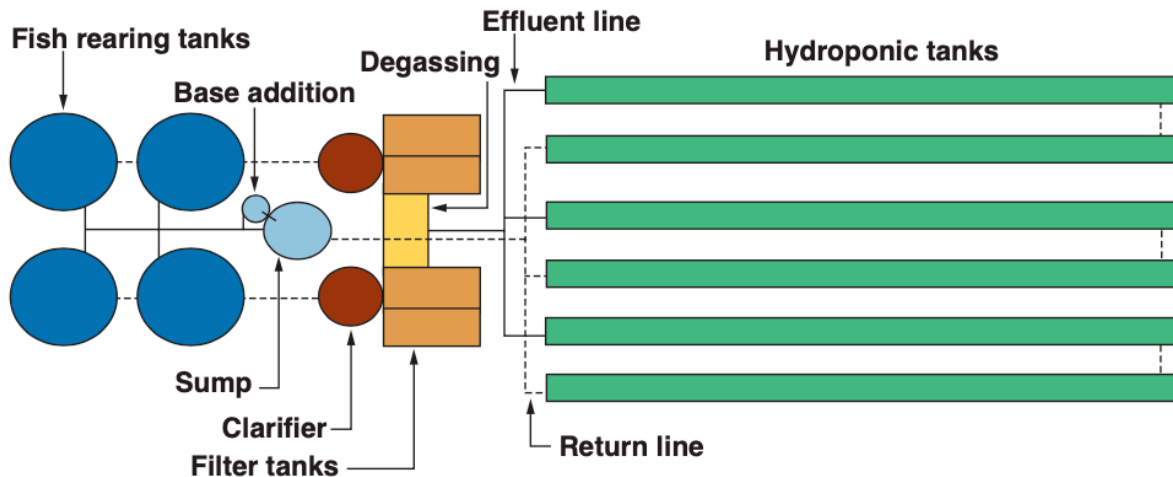 Effluent line
Fish rearing tanks
Hydroponic tanks
Degassing
Base addition
Sump
Clarifier
Return line
Filter tanks